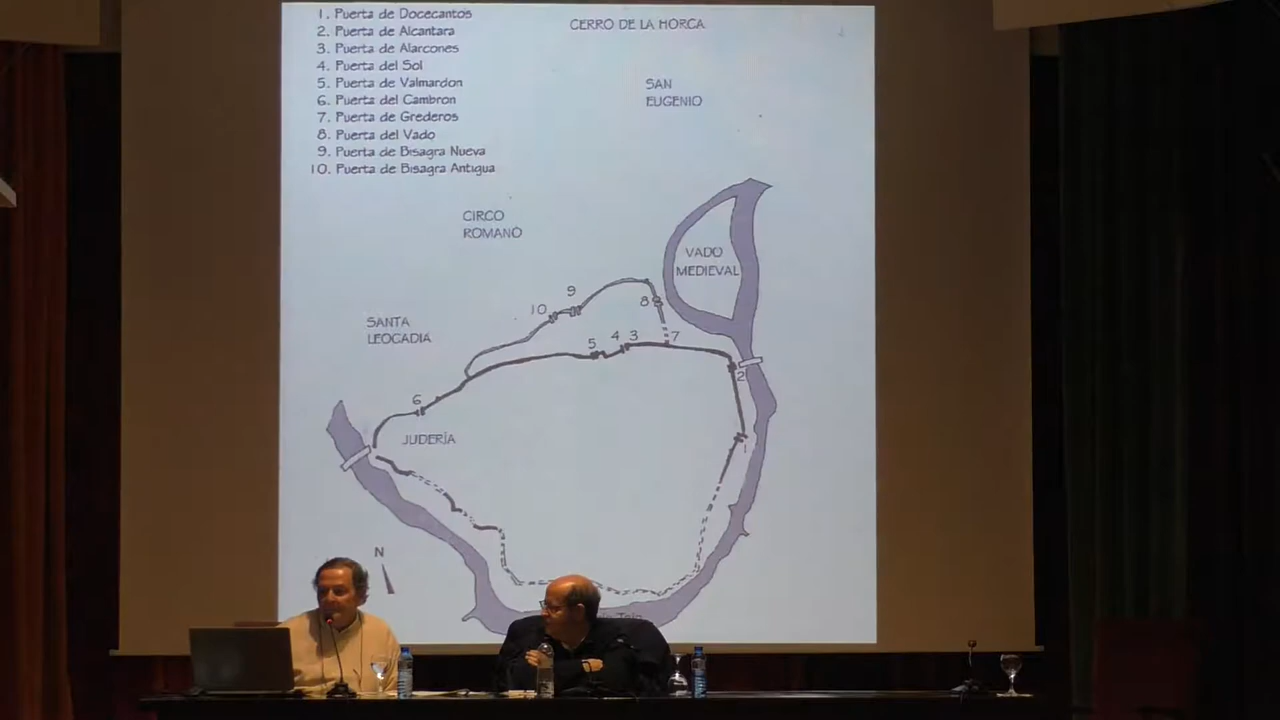 1. Puerta de Docecantos
2. Puerta de Alcantara
3. Puerta de Alarcones
4. Puerta del Sol
5. Puerta de Valmardon
6. Puerta del Cambron
7. Puerta de Grederos
8. Puerta del Vado
9. Puerta de Bisagra Nueva
10. Puerta de Bisagra Antigua
CERRO DE LA HORCA
SAN
EUGENIO
CIRCO
ROMANO
VADO
MEDIEVAL
SANTA
LEOCADIA
9
10
8
5
4
3
7
2
6
JUDERÍA
1
N
Tajo